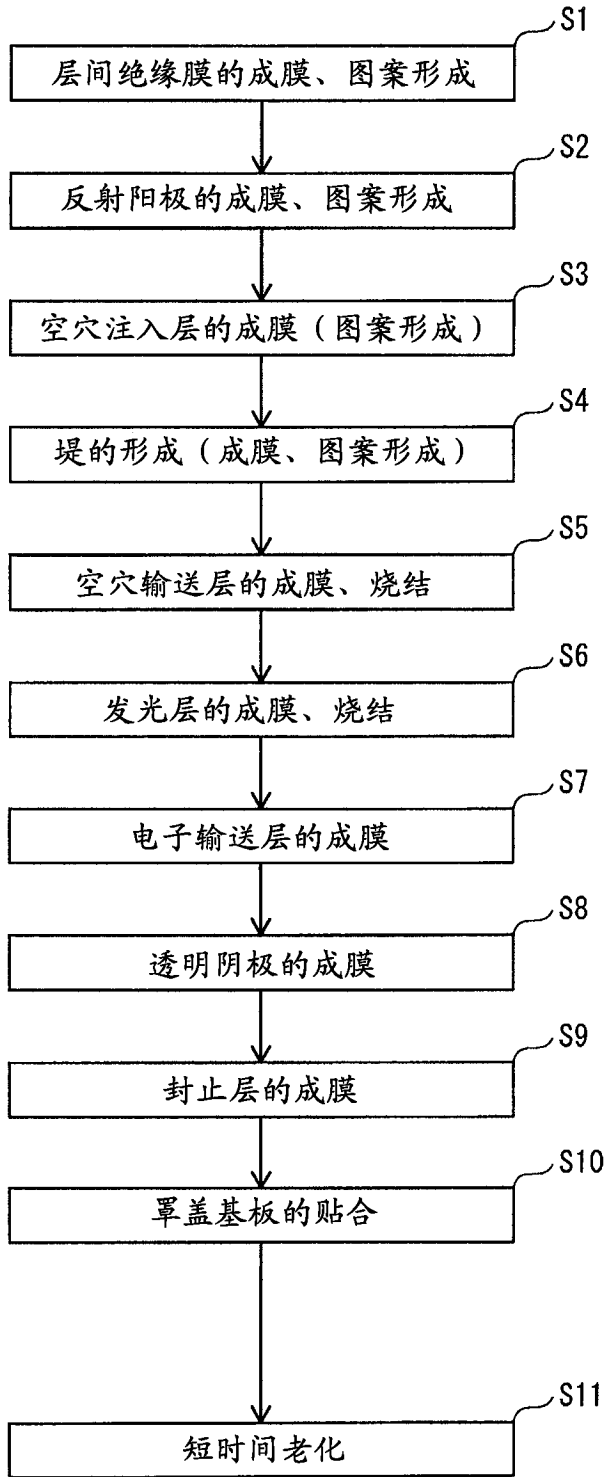 S1
层间绝缘膜的成膜、图案形成
S2
反射阳极的成膜、图案形成
S3
空穴注入层的成膜（图案形成）
S4
堤的形成（成膜、图案形成）
S5
空穴输送层的成膜、烧结
S6
发光层的成膜、烧结
S7
电子输送层的成膜
S8
透明阴极的成膜
S9
封止层的成膜
S10
罩盖基板的贴合
S11
短时间老化